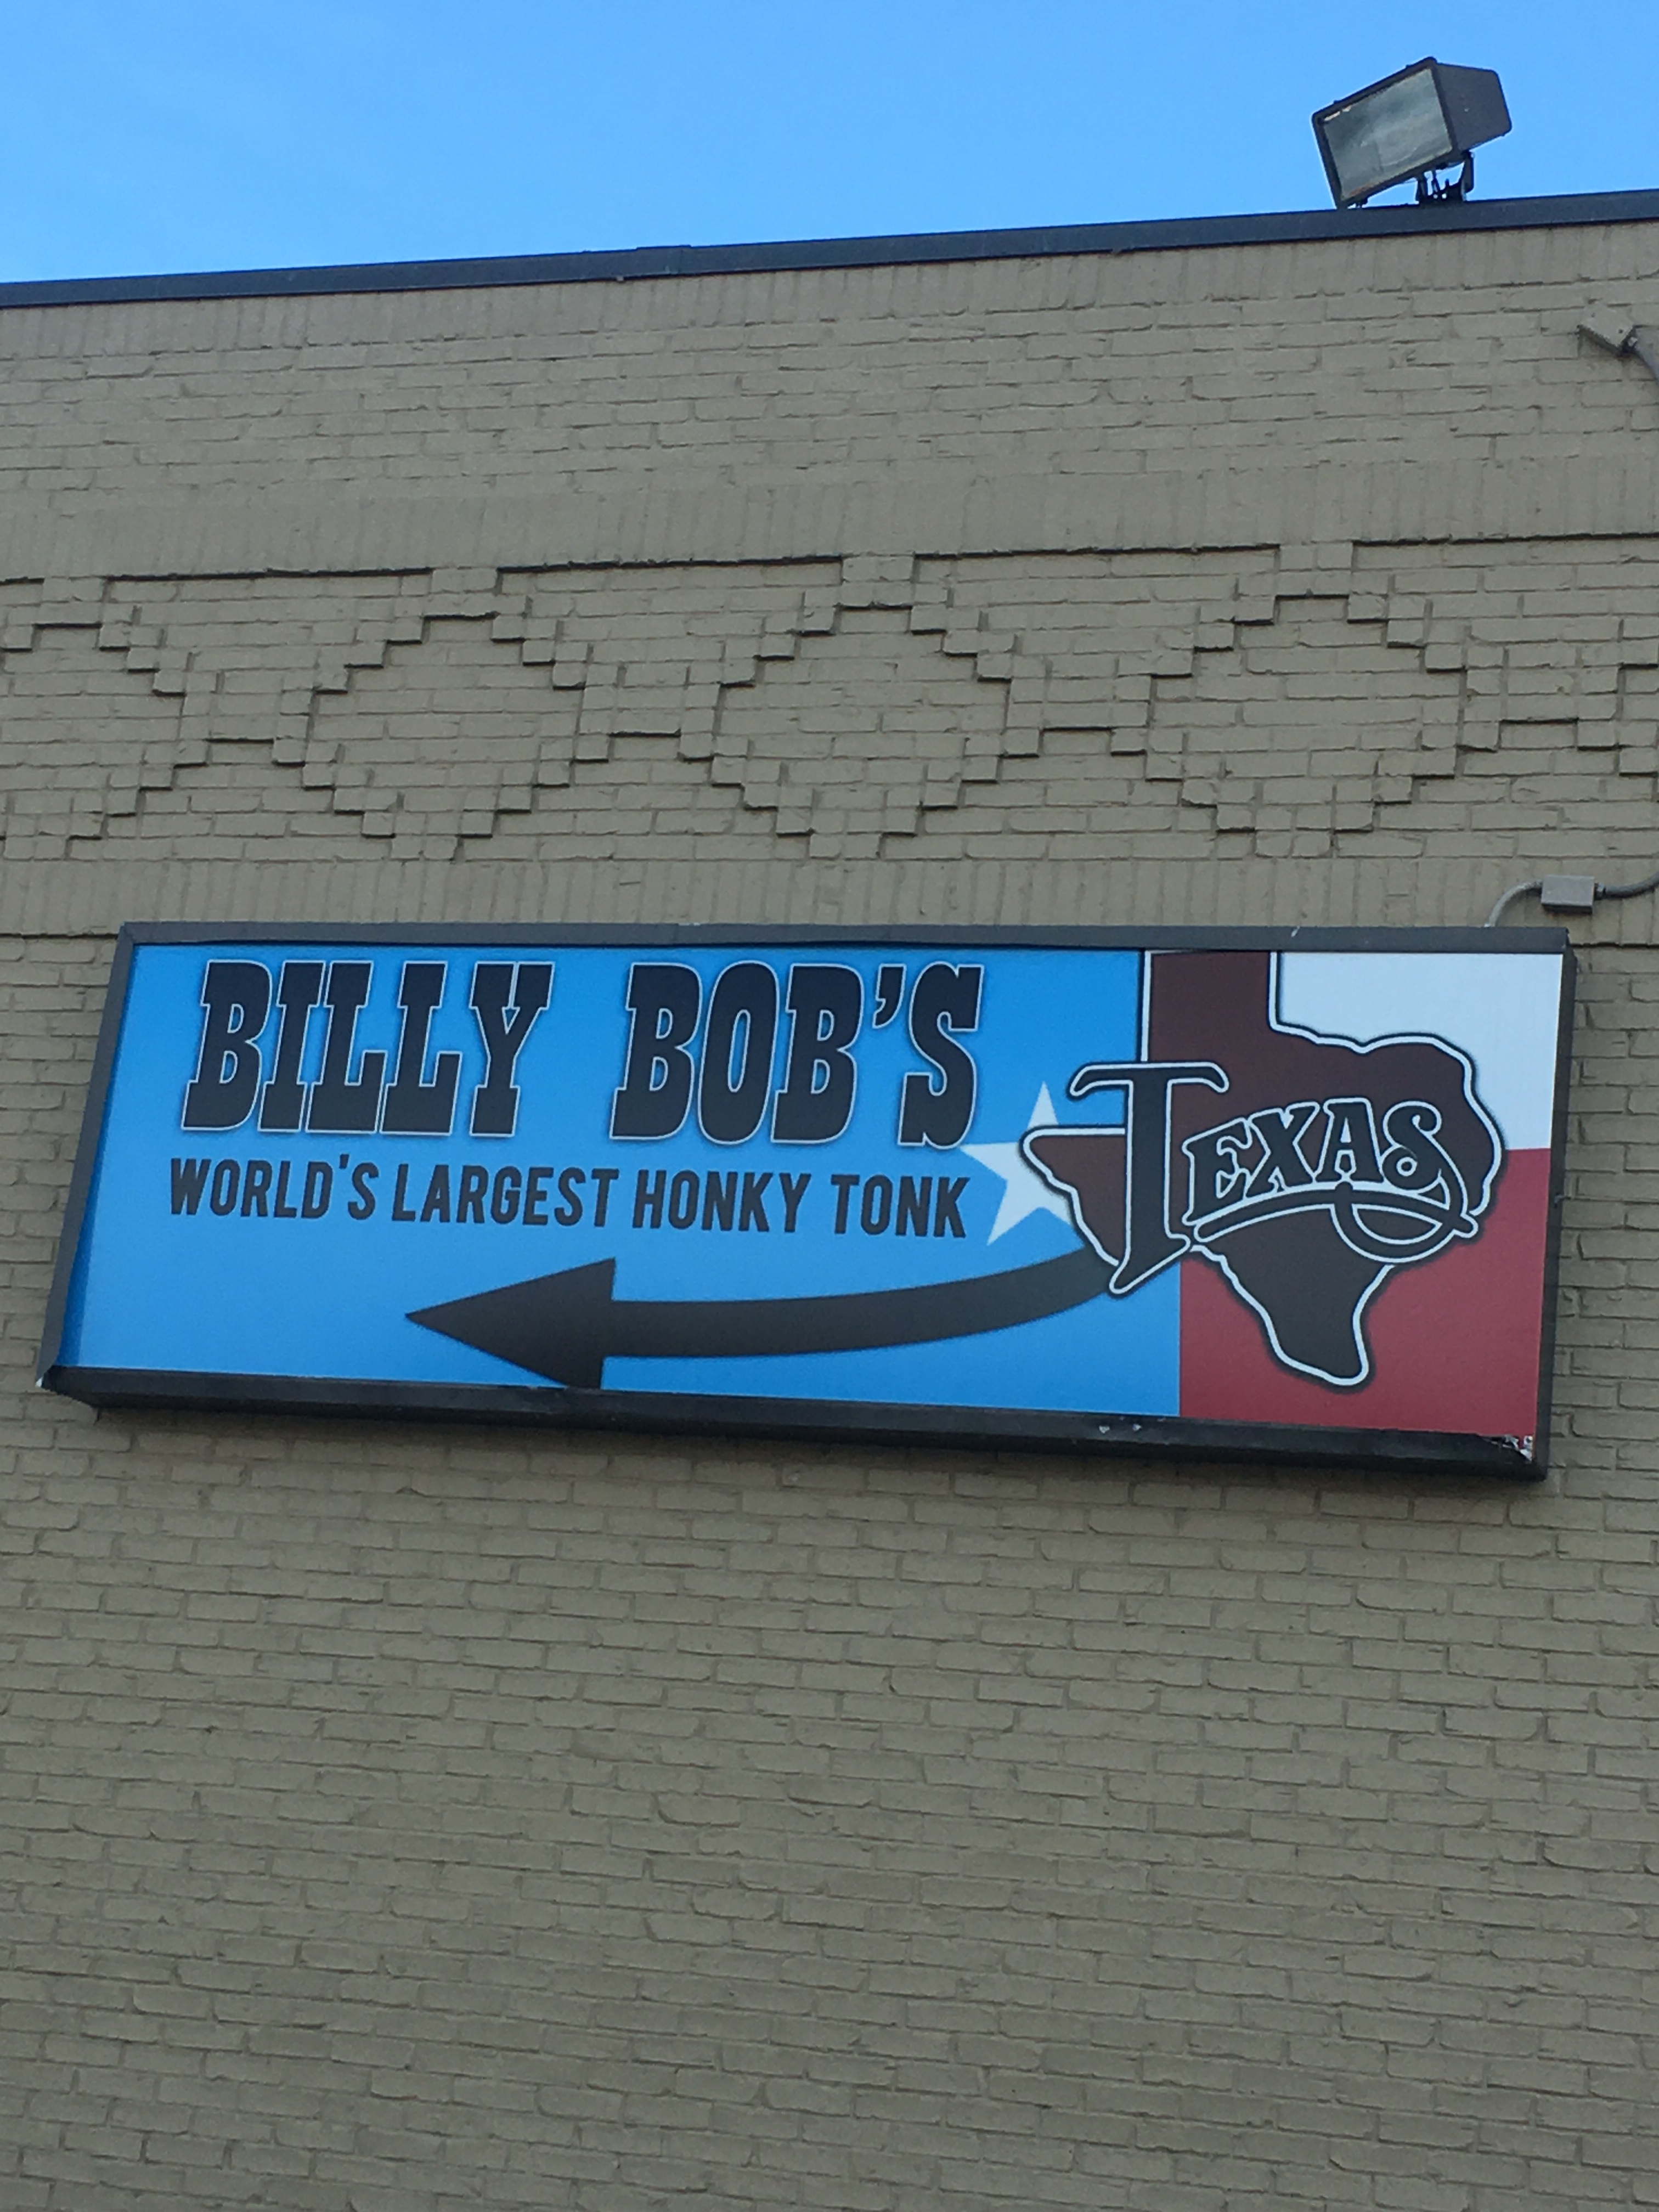 BILLY BOB'S
WORLD'S LARGEST HONKY TONK
TEXAS